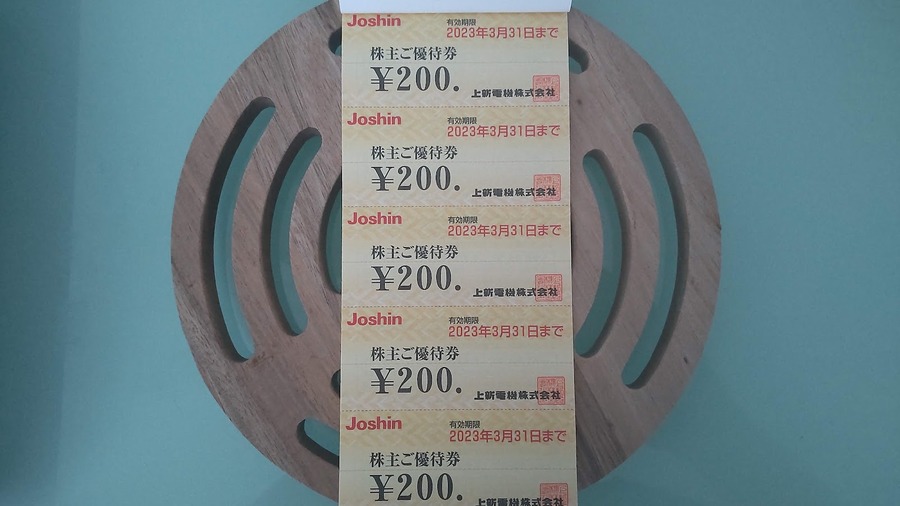 Joshin
有効期限
2023年3月31日まで
株主ご優待券
¥200.
上新電機株式会社
Joshin
有効期限
2023年3月31日まで
株主ご優待券
¥200.
上新電機株式会社
Joshin
有効期限
2023年3月31日まで
株主ご優待券
¥200.
上新電機株式会社
Joshin
有効期限
2023年3月31日まで
株主ご優待券
¥200.
上新電機株式会社
Joshin
有効期限
2023年3月31日まで
株主ご優待券
¥200.
上新電機株式会社